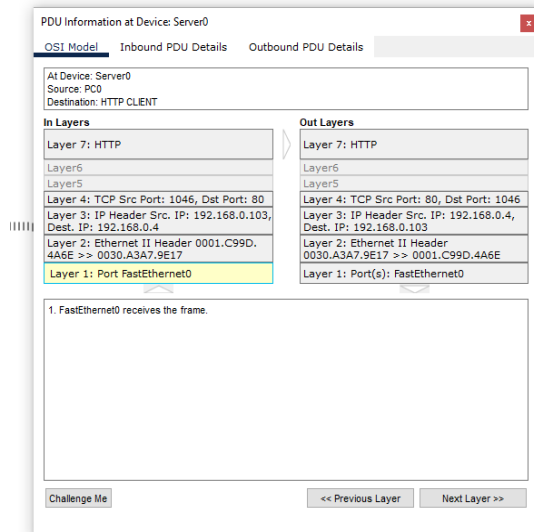 PDU Information at Device: Server0
x
OSI Model Inbound PDU Details Outbound PDU Details
At Device: Server0
Source: PC0
Destination: HTTP CLIENT
In Layers
Layer 7: HTTP
Layer6
Layer5
Layer 4: TCP Src Port: 1046, Dst Port: 80
Layer 3: IP Header Src. IP: 192.168.0.103,
Dest. IP: 192.168.0.4
Layer 2: Ethernet II Header 0001.C99D.
4A6E >> 0030.A3A7.9E17
Layer 1: Port FastEthernet0
Out Layers
Layer 7: HTTP
Layer6
Layer5
Layer 4: TCP Src Port: 80, Dst Port: 1046
Layer 3: IP Header Src. IP: 192.168.0.4,
Dest. IP: 192.168.0.103
Layer 2: Ethernet II Header
0030.A3A7.9E17 >> 0001.C99D.4A6E
Layer 1: Port(s): FastEthernet0
1. FastEthernet0 receives the frame.
Challenge Me
<< Previous Layer
Next Layer >>